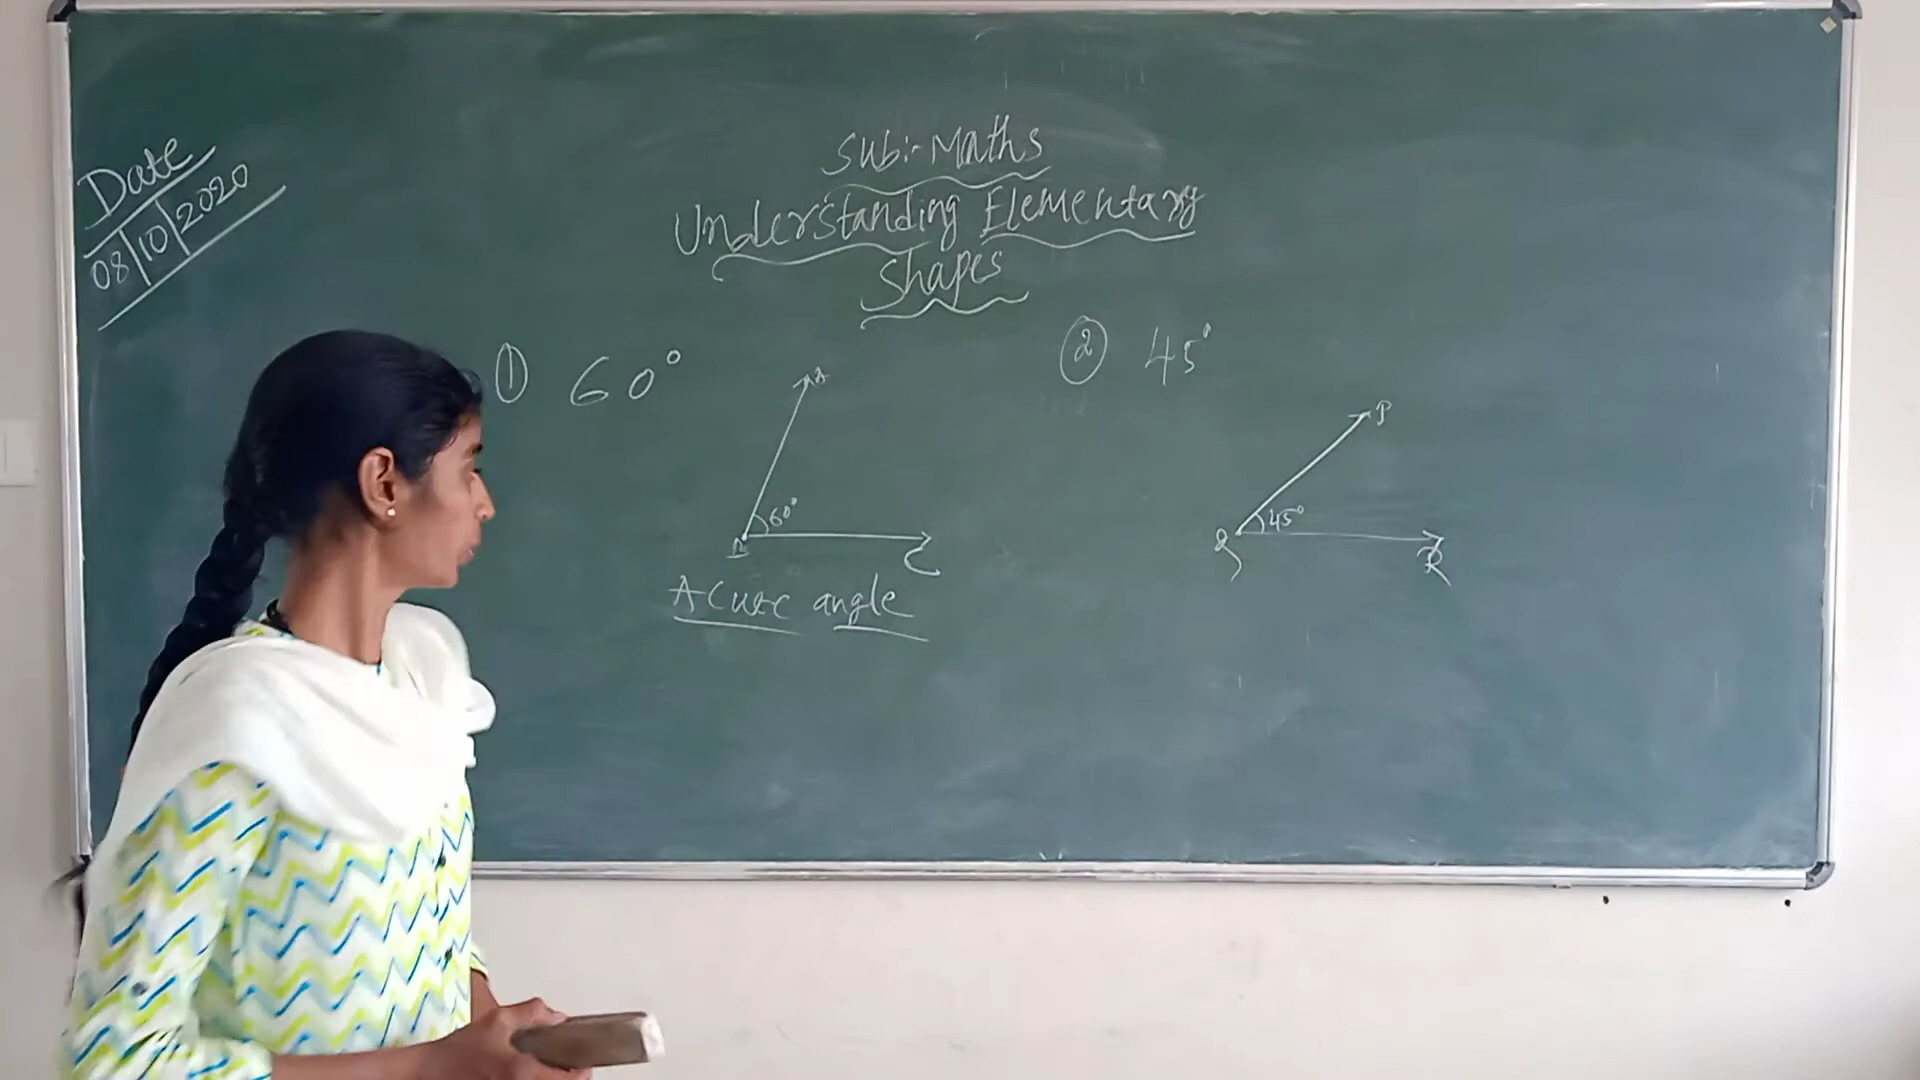 Date
08/10/2020
Sub:- Maths
Understanding Elementary
Shapes
① 60°
A
60°
B
C
Acute angle
② 45°
P
45°
Q
R